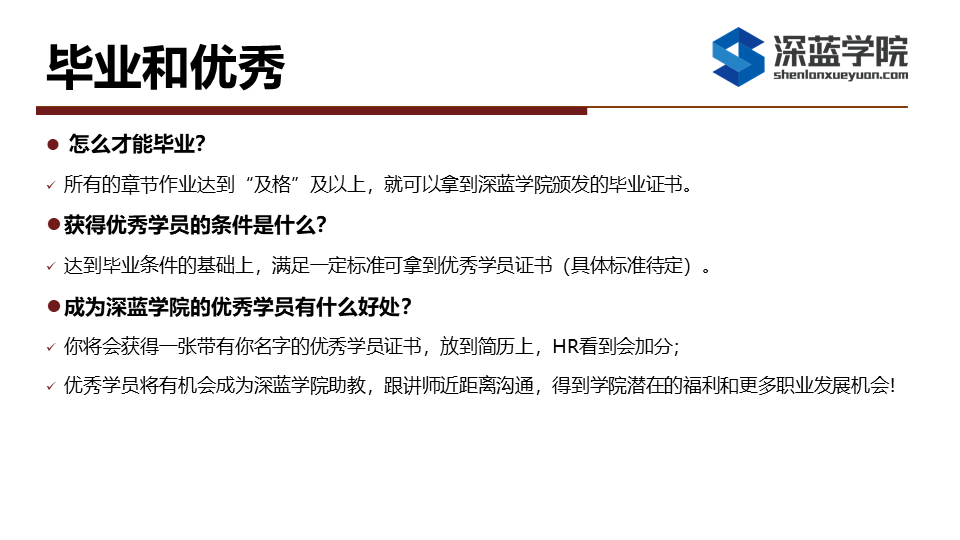 毕业和优秀
深蓝学院
shenlanxueyuan.com
怎么才能毕业？
所有的章节作业达到“及格”及以上，就可以拿到深蓝学院颁发的毕业证书。
获得优秀学员的条件是什么？
达到毕业条件的基础上，满足一定标准可拿到优秀学员证书（具体标准待定）。
成为深蓝学院的优秀学员有什么好处？
你将会获得一张带有你名字的优秀学员证书，放到简历上，HR看到会加分；
优秀学员将有机会成为深蓝学院助教，跟讲师近距离沟通，得到学院潜在的福利和更多职业发展机会！